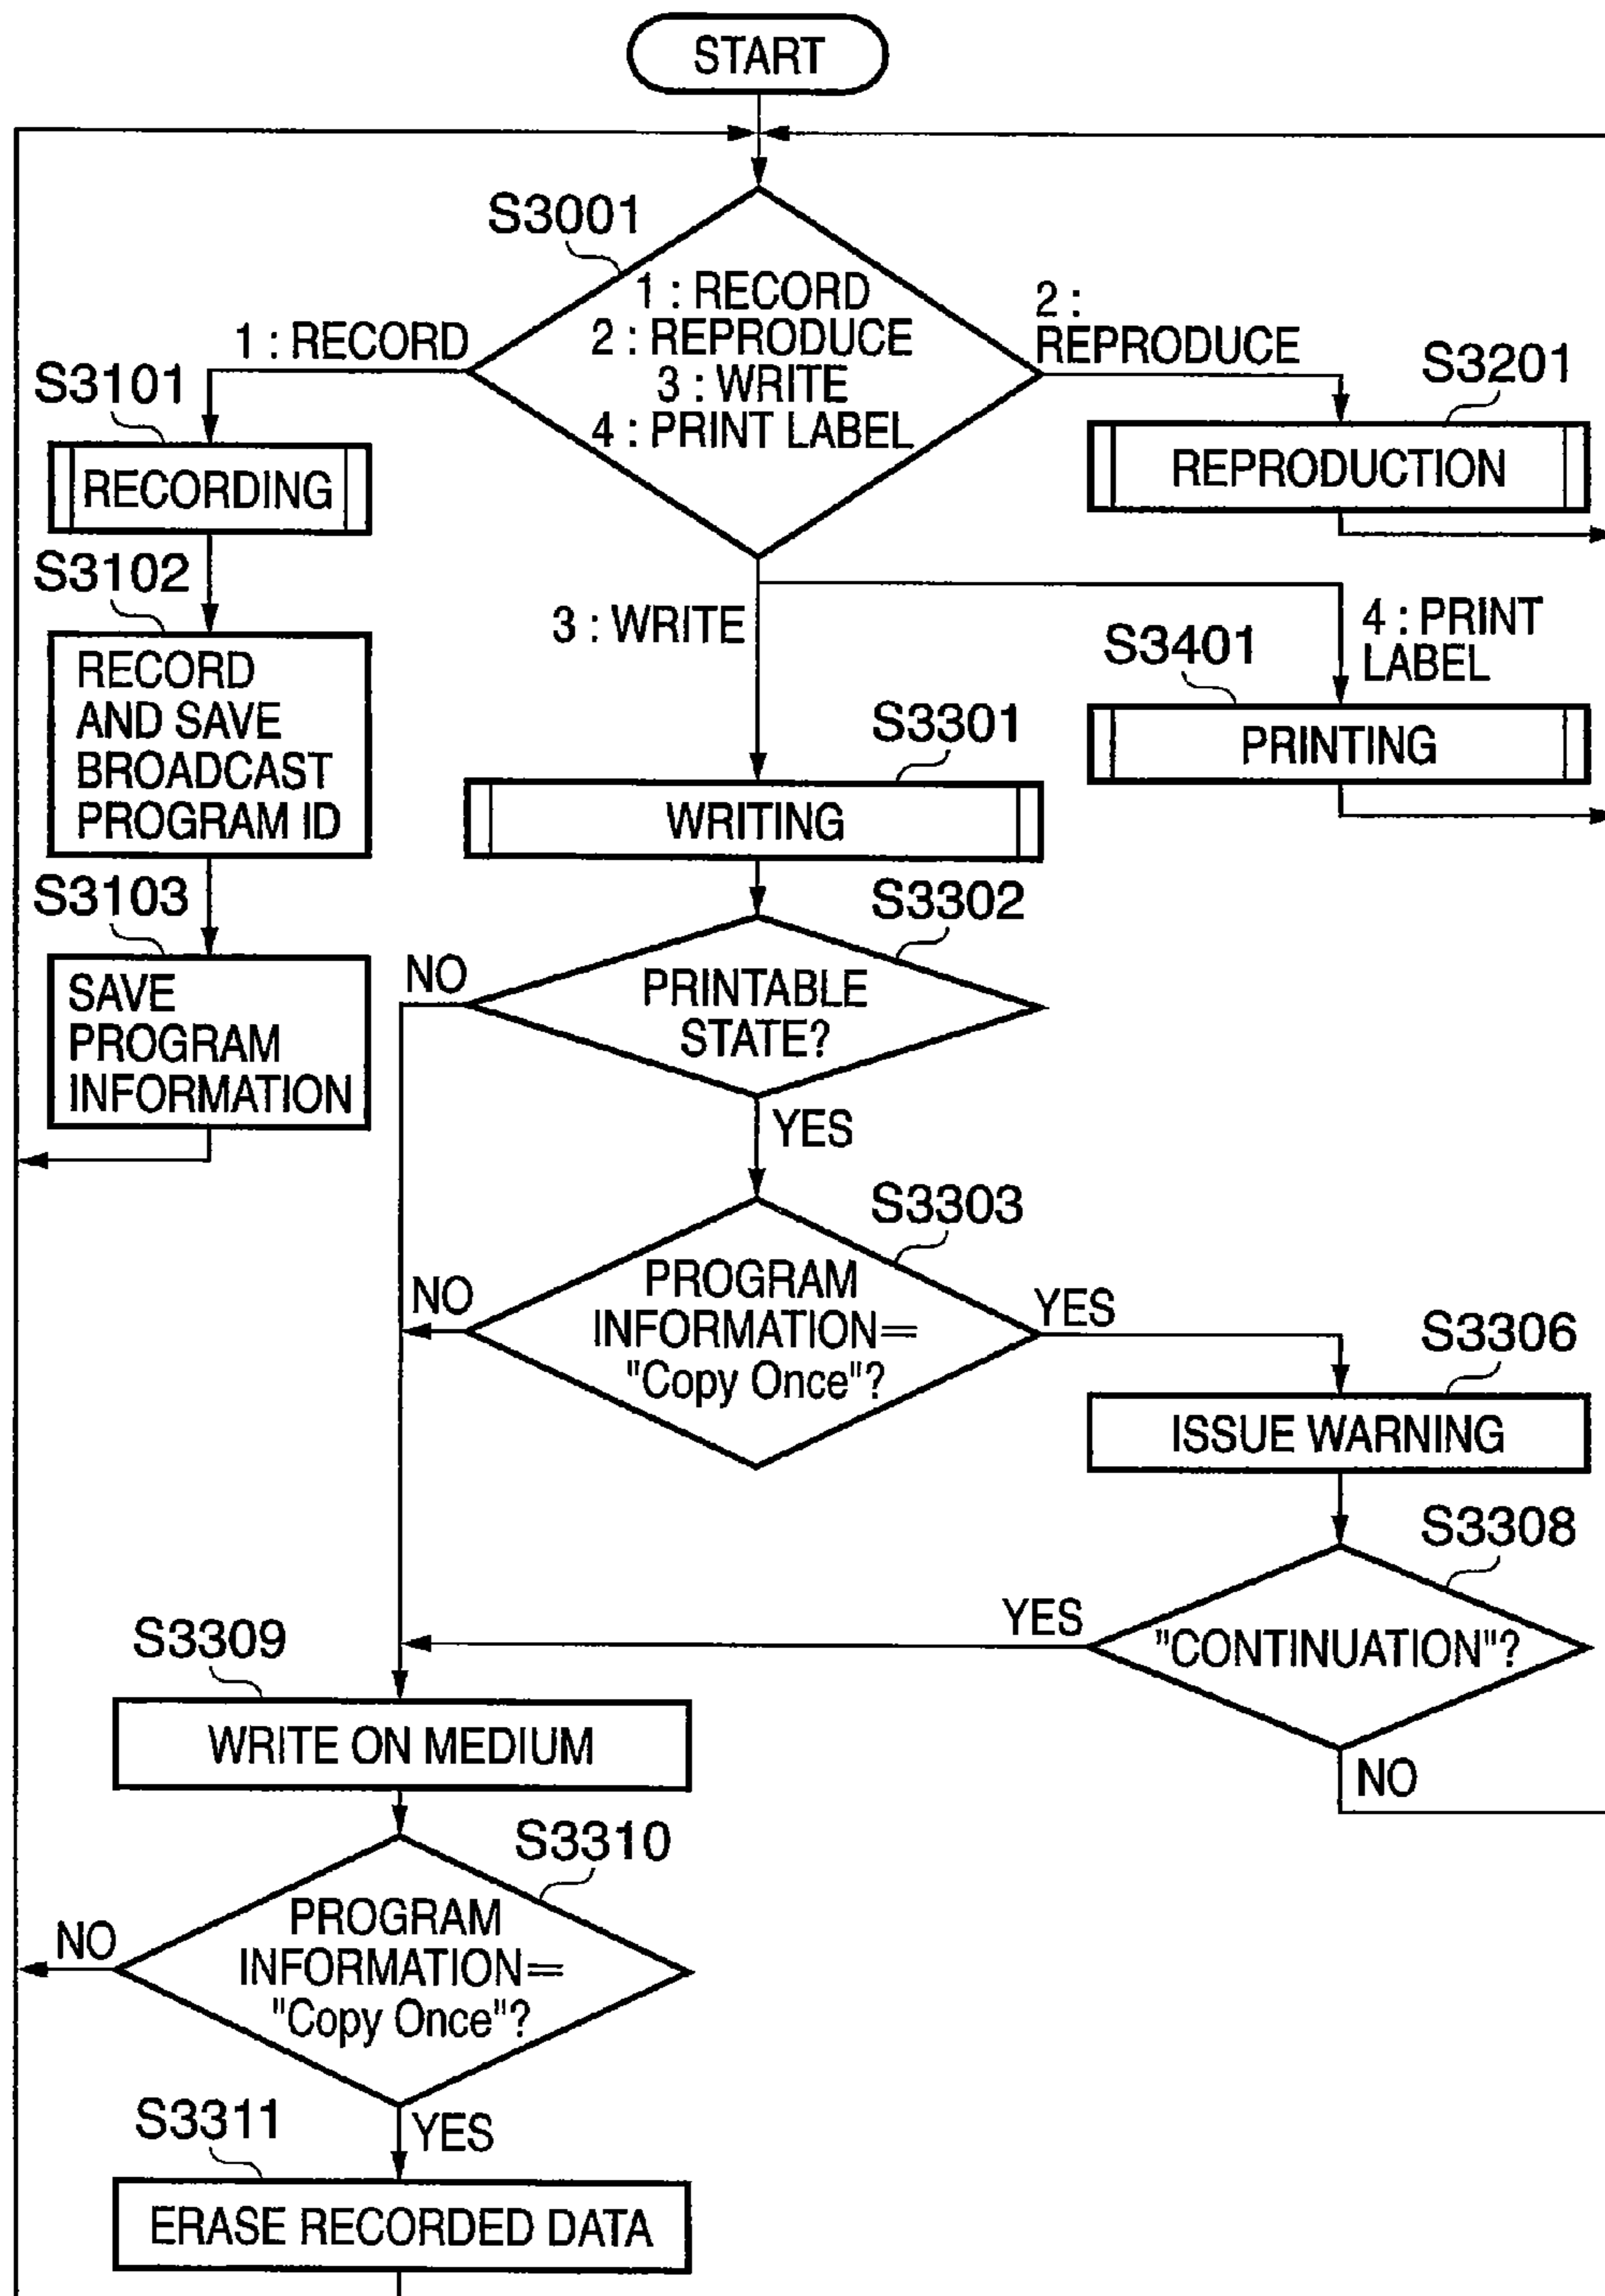 START
S3001
1 : RECORD
2 : REPRODUCE
3 : WRITE
4 : PRINT LABEL
1 : RECORD
2 :
REPRODUCE
S3101
RECORDING
S3201
REPRODUCTION
S3102
RECORD
AND SAVE
BROADCAST
PROGRAM ID
3 : WRITE
4 : PRINT
LABEL
S3401
PRINTING
S3301
WRITING
S3103
SAVE
PROGRAM
INFORMATION
S3302
PRINTABLE
STATE?
NO
YES
S3303
PROGRAM
INFORMATION=
"Copy Once"?
NO
YES
S3306
ISSUE WARNING
S3308
"CONTINUATION"?
YES
NO
S3309
WRITE ON MEDIUM
S3310
PROGRAM
INFORMATION=
"Copy Once"?
NO
YES
S3311
ERASE RECORDED DATA